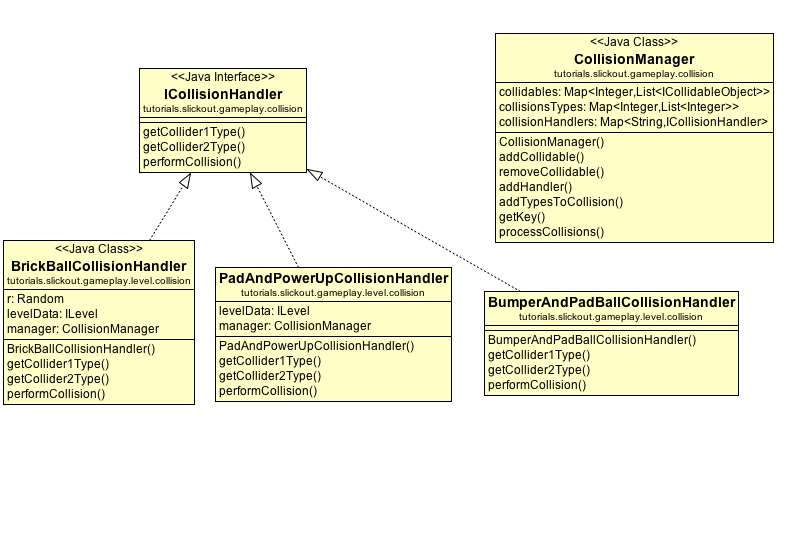 <<Java Interface>>
ICollisionHandler
tutorials.slickout.gameplay.collision
getCollider1Type()
getCollider2Type()
performCollision()
<<Java Class>>
CollisionManager
tutorials.slickout.gameplay.collision
collidables: Map<Integer,List<ICollidableObject>>
collisionsTypes: Map<Integer,List<Integer>>
collisionHandlers: Map<String,ICollisionHandler>
CollisionManager()
addCollidable()
removeCollidable()
addHandler()
addTypesToCollision()
getKey()
processCollisions()
<<Java Class>>
BrickBallCollisionHandler
tutorials.slickout.gameplay.level.collision
r: Random
levelData: ILevel
manager: CollisionManager
BrickBallCollisionHandler()
getCollider1Type()
getCollider2Type()
performCollision()
PadAndPowerUpCollisionHandler
tutorials.slickout.gameplay.level.collision
levelData: ILevel
manager: CollisionManager
PadAndPowerUpCollisionHandler()
getCollider1Type()
getCollider2Type()
performCollision()
BumperAndPadBallCollisionHandler
tutorials.slickout.gameplay.level.collision
BumperAndPadBallCollisionHandler()
getCollider1Type()
getCollider2Type()
performCollision()